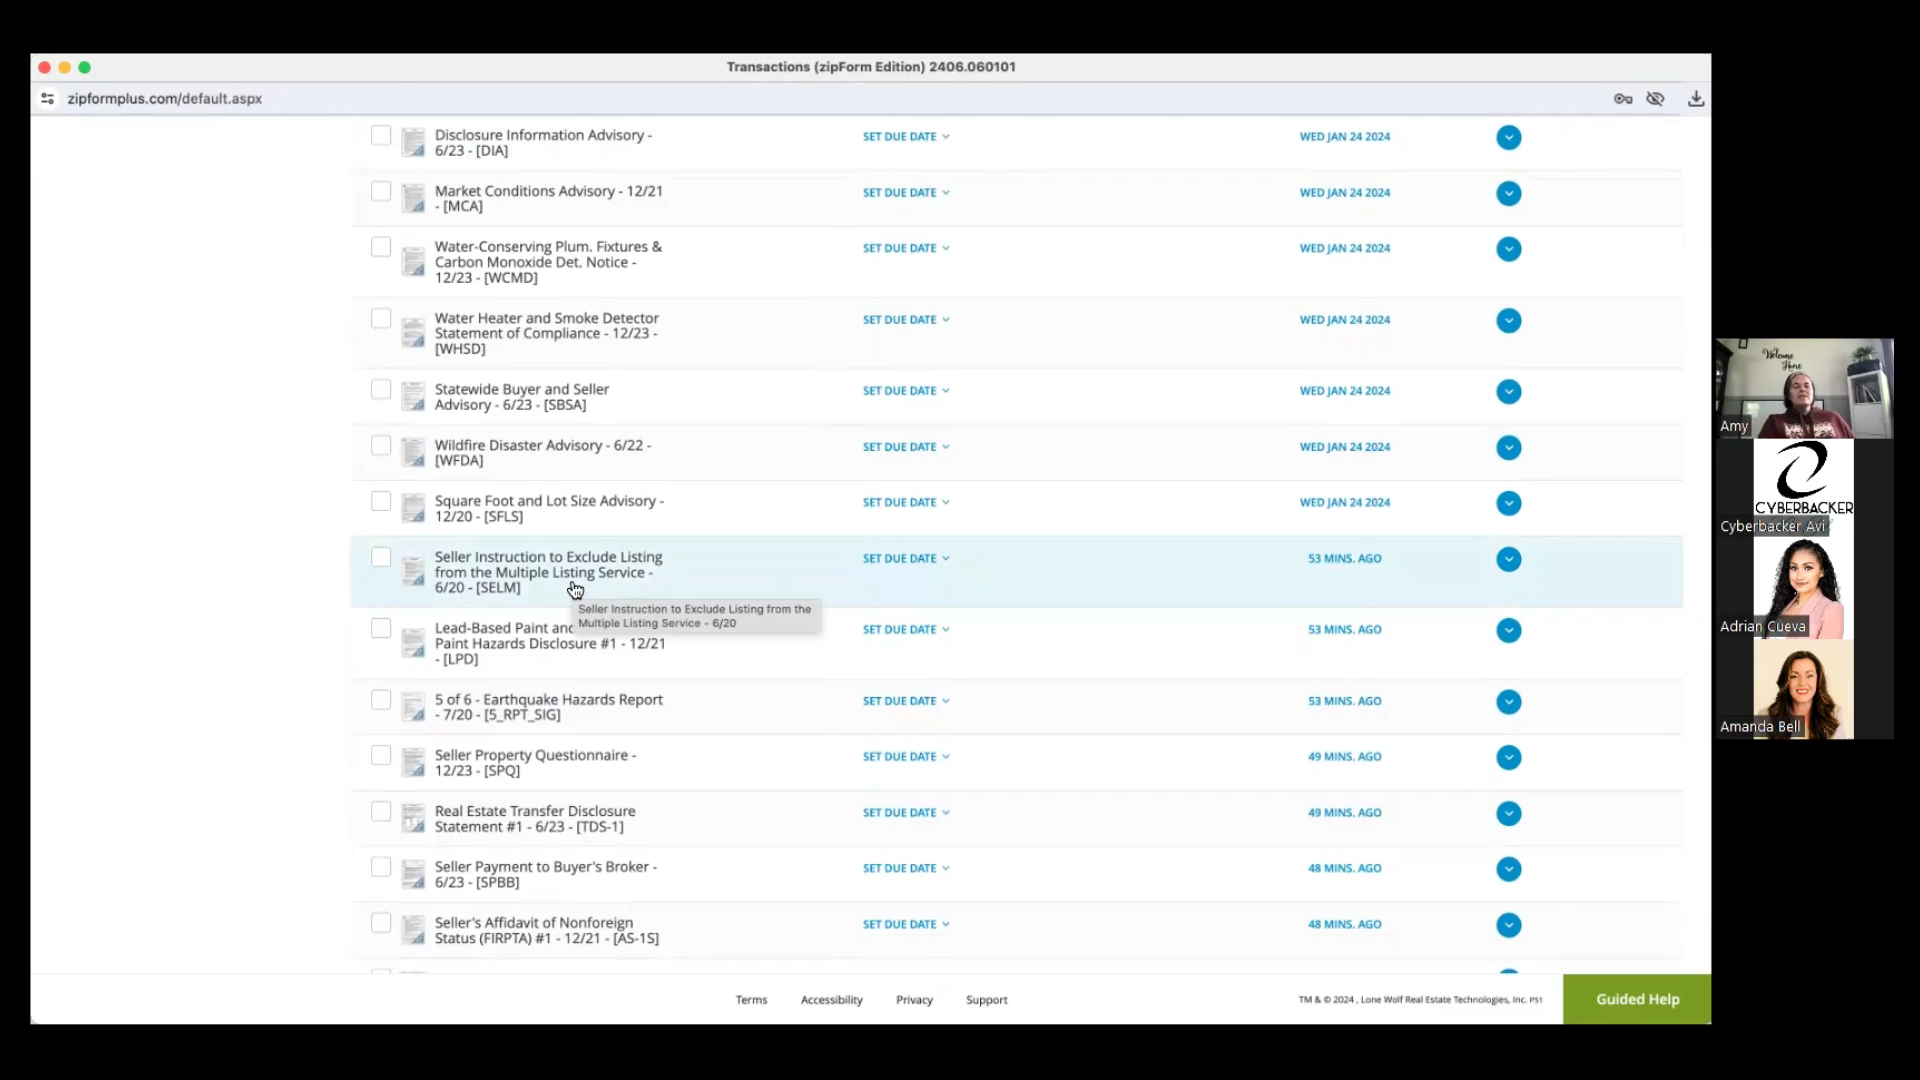 Transactions (zipForm Edition) 2406.060101
zipformplus.com/default.aspx
Disclosure Information Advisory -
6/23 - [DIA]
SET DUE DATE
WED JAN 24 2024
Market Conditions Advisory - 12/21
- [MCA]
SET DUE DATE
WED JAN 24 2024
Water-Conserving Plum. Fixtures &
Carbon Monoxide Det. Notice -
12/23 - [WCMD]
SET DUE DATE
WED JAN 24 2024
Water Heater and Smoke Detector
Statement of Compliance - 12/23 -
[WHSD]
SET DUE DATE
WED JAN 24 2024
Statewide Buyer and Seller
Advisory - 6/23 - [SBSA]
SET DUE DATE
WED JAN 24 2024
Wildfire Disaster Advisory - 6/22 -
[WFDA]
SET DUE DATE
WED JAN 24 2024
Square Foot and Lot Size Advisory -
12/20 - [SFLS]
SET DUE DATE
WED JAN 24 2024
Seller Instruction to Exclude Listing
from the Multiple Listing Service -
6/20 - [SELM]
SET DUE DATE
53 MINS. AGO
Seller Instruction to Exclude Listing from the
Multiple Listing Service - 6/20
Lead-Based Paint and
Paint Hazards Disclosure #1 - 12/21
- [LPD]
SET DUE DATE
53 MINS. AGO
5 of 6 - Earthquake Hazards Report
- 7/20 - [5_RPT_SIG]
SET DUE DATE
53 MINS. AGO
Seller Property Questionnaire -
12/23 - [SPQ]
SET DUE DATE
49 MINS. AGO
Real Estate Transfer Disclosure
Statement #1 - 6/23 - [TDS-1]
SET DUE DATE
49 MINS. AGO
Seller Payment to Buyer's Broker -
6/23 - [SPBB]
SET DUE DATE
48 MINS. AGO
Seller's Affidavit of Nonforeign
Status (FIRPTA) #1 - 12/21 - [AS-1S]
SET DUE DATE
48 MINS. AGO
Terms
Accessibility
Privacy
Support
TM & © 2024 , Lone Wolf Real Estate Technologies, Inc. PS1
Guided Help
Welcome
Home
Amy
CYBERBACKER
Cyberbacker Avi
Adrian Cueva
Amanda Bell